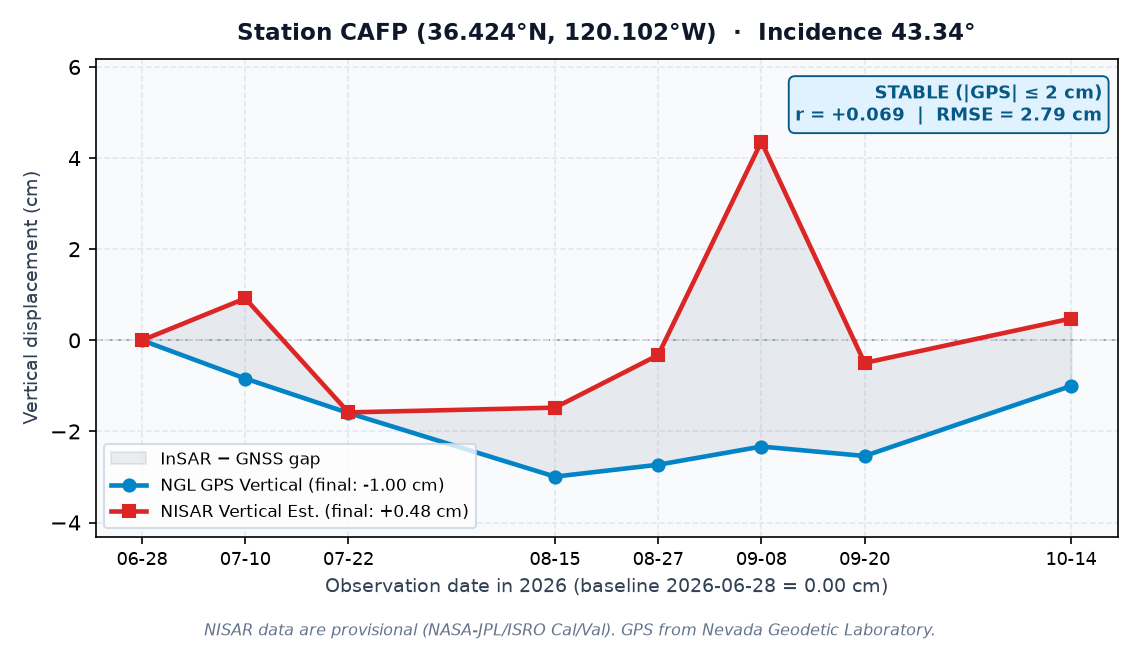 Station CAFP (36.424°N, 120.102°W)  ·  Incidence 43.34°
STABLE (|GPS| ≤ 2 cm)
r = +0.069  |  RMSE = 2.79 cm
Vertical displacement (cm)
6
4
2
0
−2
−4
InSAR − GNSS gap
NGL GPS Vertical (final: -1.00 cm)
NISAR Vertical Est. (final: +0.48 cm)
06-28 07-10 07-22 08-15 08-27 09-08 09-20 10-14
Observation date in 2026 (baseline 2026-06-28 = 0.00 cm)
NISAR data are provisional (NASA-JPL/ISRO Cal/Val). GPS from Nevada Geodetic Laboratory.